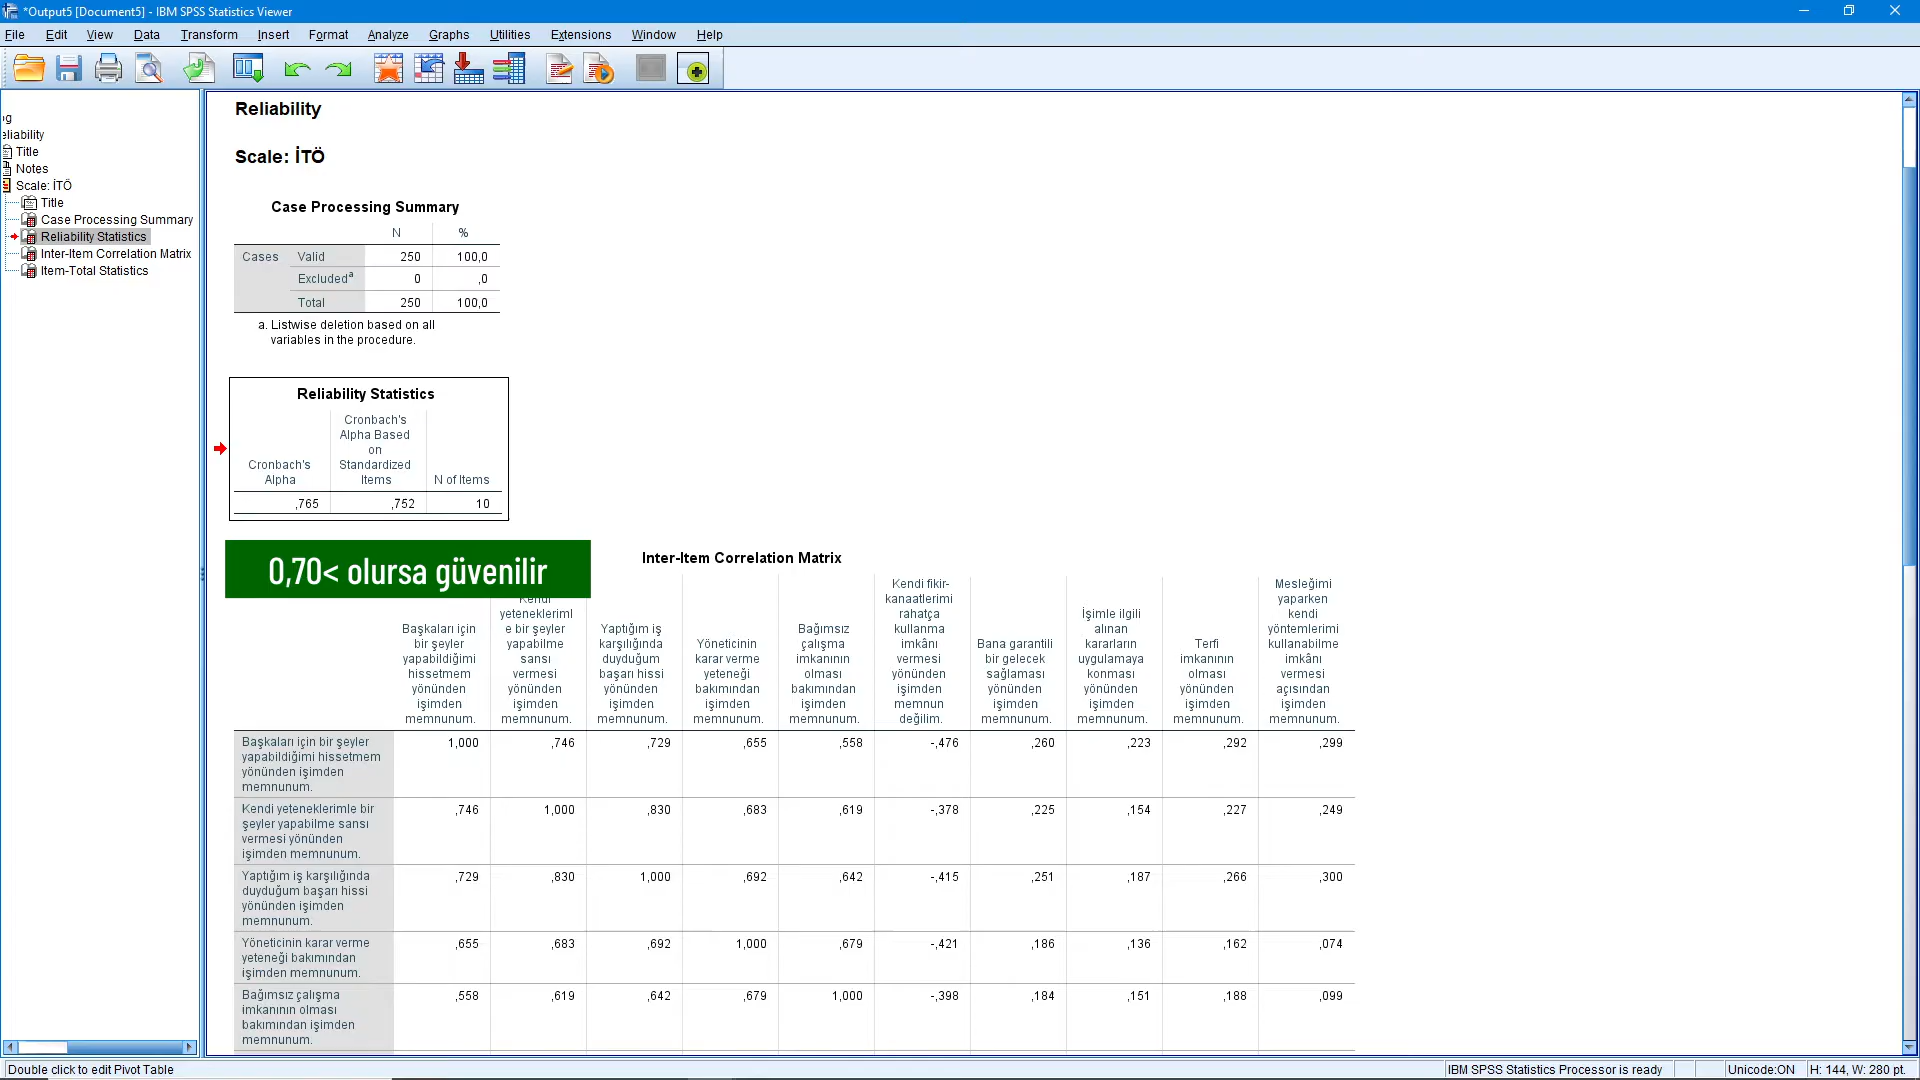 *Output5 [Document5] - IBM SPSS Statistics Viewer
File Edit View Data Transform Insert Format Analyze Graphs Utilities Extensions Window Help
og
eliability
Title
Notes
Scale: İTÖ
Title
Case Processing Summary
Reliability Statistics
Inter-Item Correlation Matrix
Item-Total Statistics
Reliability
Scale: İTÖ
Case Processing Summary
N %
Cases Valid 250 100,0
Excludedª 0 ,0
Total 250 100,0
a. Listwise deletion based on all
variables in the procedure.
Reliability Statistics
Cronbach's
Alpha
Cronbach's
Alpha Based
on
Standardized
Items
N of Items
,765 ,752 10
0,70< olursa güvenilir
Inter-Item Correlation Matrix
Başkaları için
bir şeyler
yapabildiğimi
hissetmem
yönünden
işimden
memnunum.
Kendi
yetenekleriml
e bir şeyler
yapabilme
sansı
vermesi
yönünden
işimden
memnunum.
Yaptığım iş
karşılığında
duyduğum
başarı hissi
yönünden
işimden
memnunum.
Yöneticinin
karar verme
yeteneği
bakımından
işimden
memnunum.
Bağımsız
çalışma
imkanının
olması
bakımından
işimden
memnunum.
Kendi fikir-
kanaatlerimi
rahatça
kullanma
imkânı
vermesi
yönünden
işimden
memnun
değilim.
Bana garantili
bir gelecek
sağlaması
yönünden
işimden
memnunum.
İşimle ilgili
alınan
kararların
uygulamaya
konması
yönünden
işimden
memnunum.
Terfi
imkanının
olması
yönünden
işimden
memnunum.
Mesleğimi
yaparken
kendi
yöntemlerimi
kullanabilme
imkânı
vermesi
açısından
işimden
memnunum.
Başkaları için bir şeyler
yapabildiğimi hissetmem
yönünden işimden
memnunum.
1,000 ,746 ,729 ,655 ,558 -,476 ,260 ,223 ,292 ,299
Kendi yeteneklerimle bir
şeyler yapabilme sansı
vermesi yönünden
işimden memnunum.
,746 1,000 ,830 ,683 ,619 -,378 ,225 ,154 ,227 ,249
Yaptığım iş karşılığında
duyduğum başarı hissi
yönünden işimden
memnunum.
,729 ,830 1,000 ,692 ,642 -,415 ,251 ,187 ,266 ,300
Yöneticinin karar verme
yeteneği bakımından
işimden memnunum.
,655 ,683 ,692 1,000 ,679 -,421 ,186 ,136 ,162 ,074
Bağımsız çalışma
imkanının olması
bakımından işimden
memnunum.
,558 ,619 ,642 ,679 1,000 -,398 ,184 ,151 ,188 ,099
Double click to edit Pivot Table
IBM SPSS Statistics Processor is ready
Unicode:ON
H: 144, W: 280 pt.